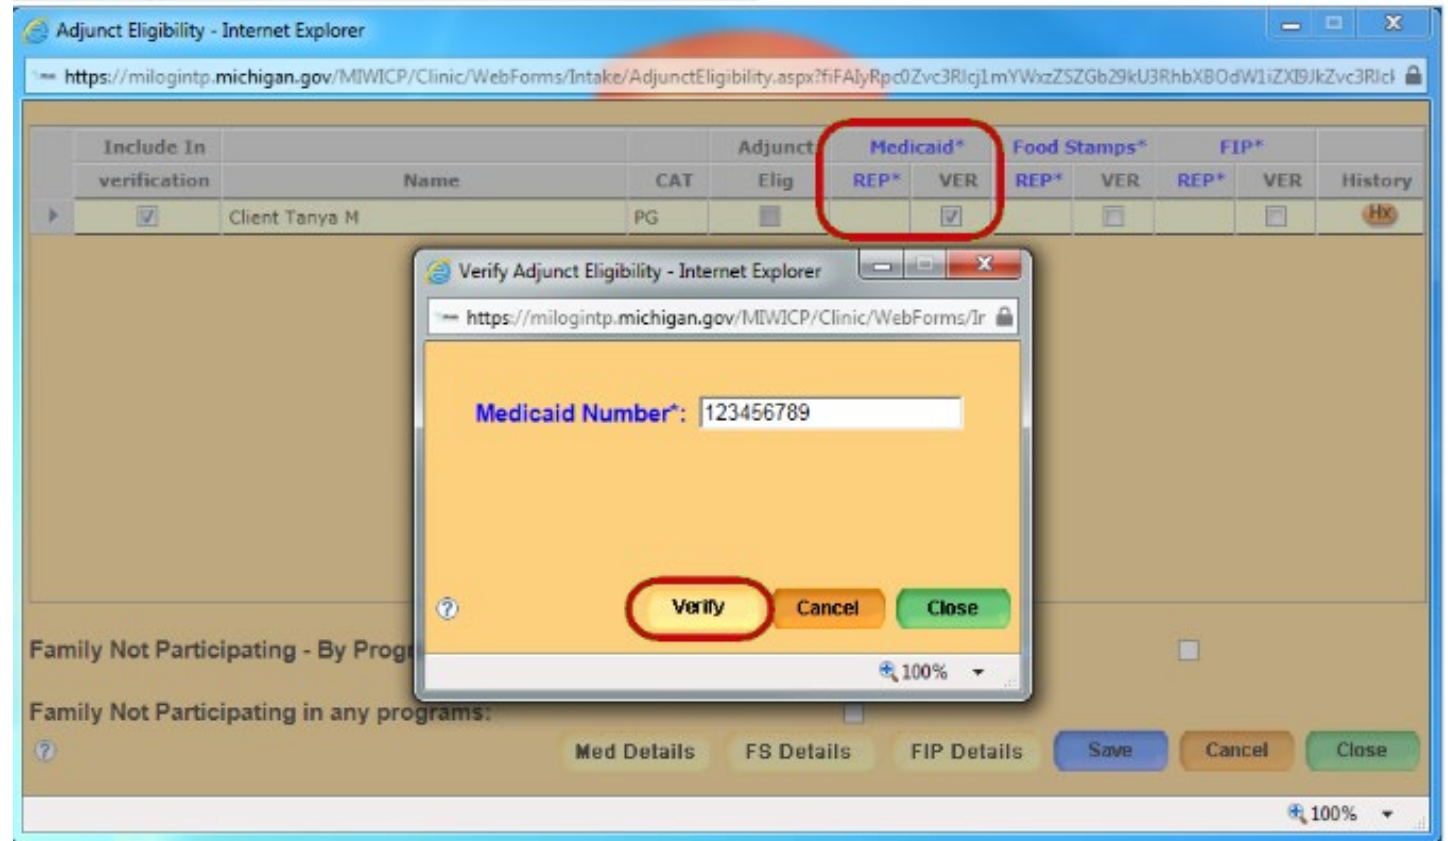 Adjunct Eligibility - Internet Explorer
https://milogintp.michigan.gov/MIWICP/Clinic/WebForms/Intake/AdjunctEligibility.aspx?
Include In Adjunct Medicaid* Food Stamps* FIP*
verification Name CAT Elig REP* VER REP* VER REP* VER History
Client Tanya M PG HX
Verify Adjunct Eligibility - Internet Explorer
https://milogintp.michigan.gov/MIWICP/Clinic/WebForms/Ir
Medicaid Number*: 123456789
Verify Cancel Close
100%
Family Not Participating - By Progr
Family Not Participating in any programs:
Med Details FS Details FIP Details Save Cancel Close
100%